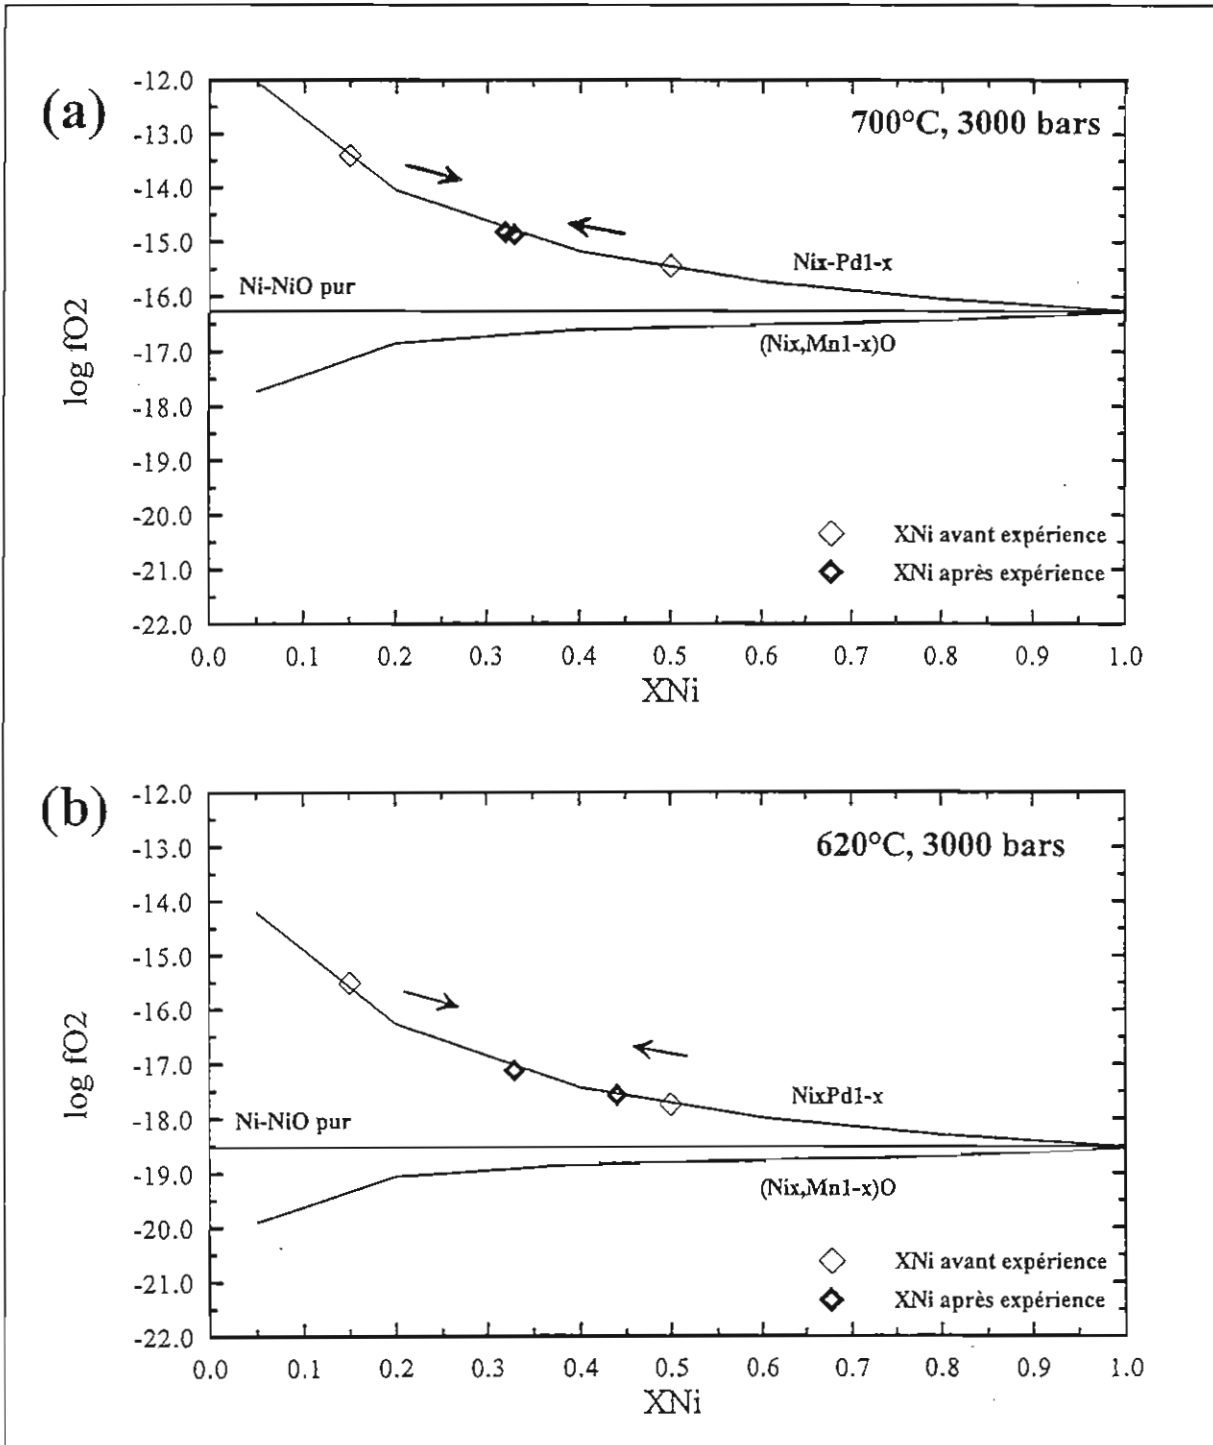 (a)
700°C, 3000 bars
-12.0
-13.0
-14.0
-15.0
-16.0
-17.0
-18.0
-19.0
-20.0
-21.0
-22.0
log fO2
Nix-Pd1-x
Ni-NiO pur
(Nix,Mn1-x)O
XNi avant expérience
XNi après expérience
0.0 0.1 0.2 0.3 0.4 0.5 0.6 0.7 0.8 0.9 1.0
XNi
(b)
620°C, 3000 bars
-12.0
-13.0
-14.0
-15.0
-16.0
-17.0
-18.0
-19.0
-20.0
-21.0
-22.0
log fO2
NixPd1-x
Ni-NiO pur
(Nix,Mn1-x)O
XNi avant expérience
XNi après expérience
0.0 0.1 0.2 0.3 0.4 0.5 0.6 0.7 0.8 0.9 1.0
XNi